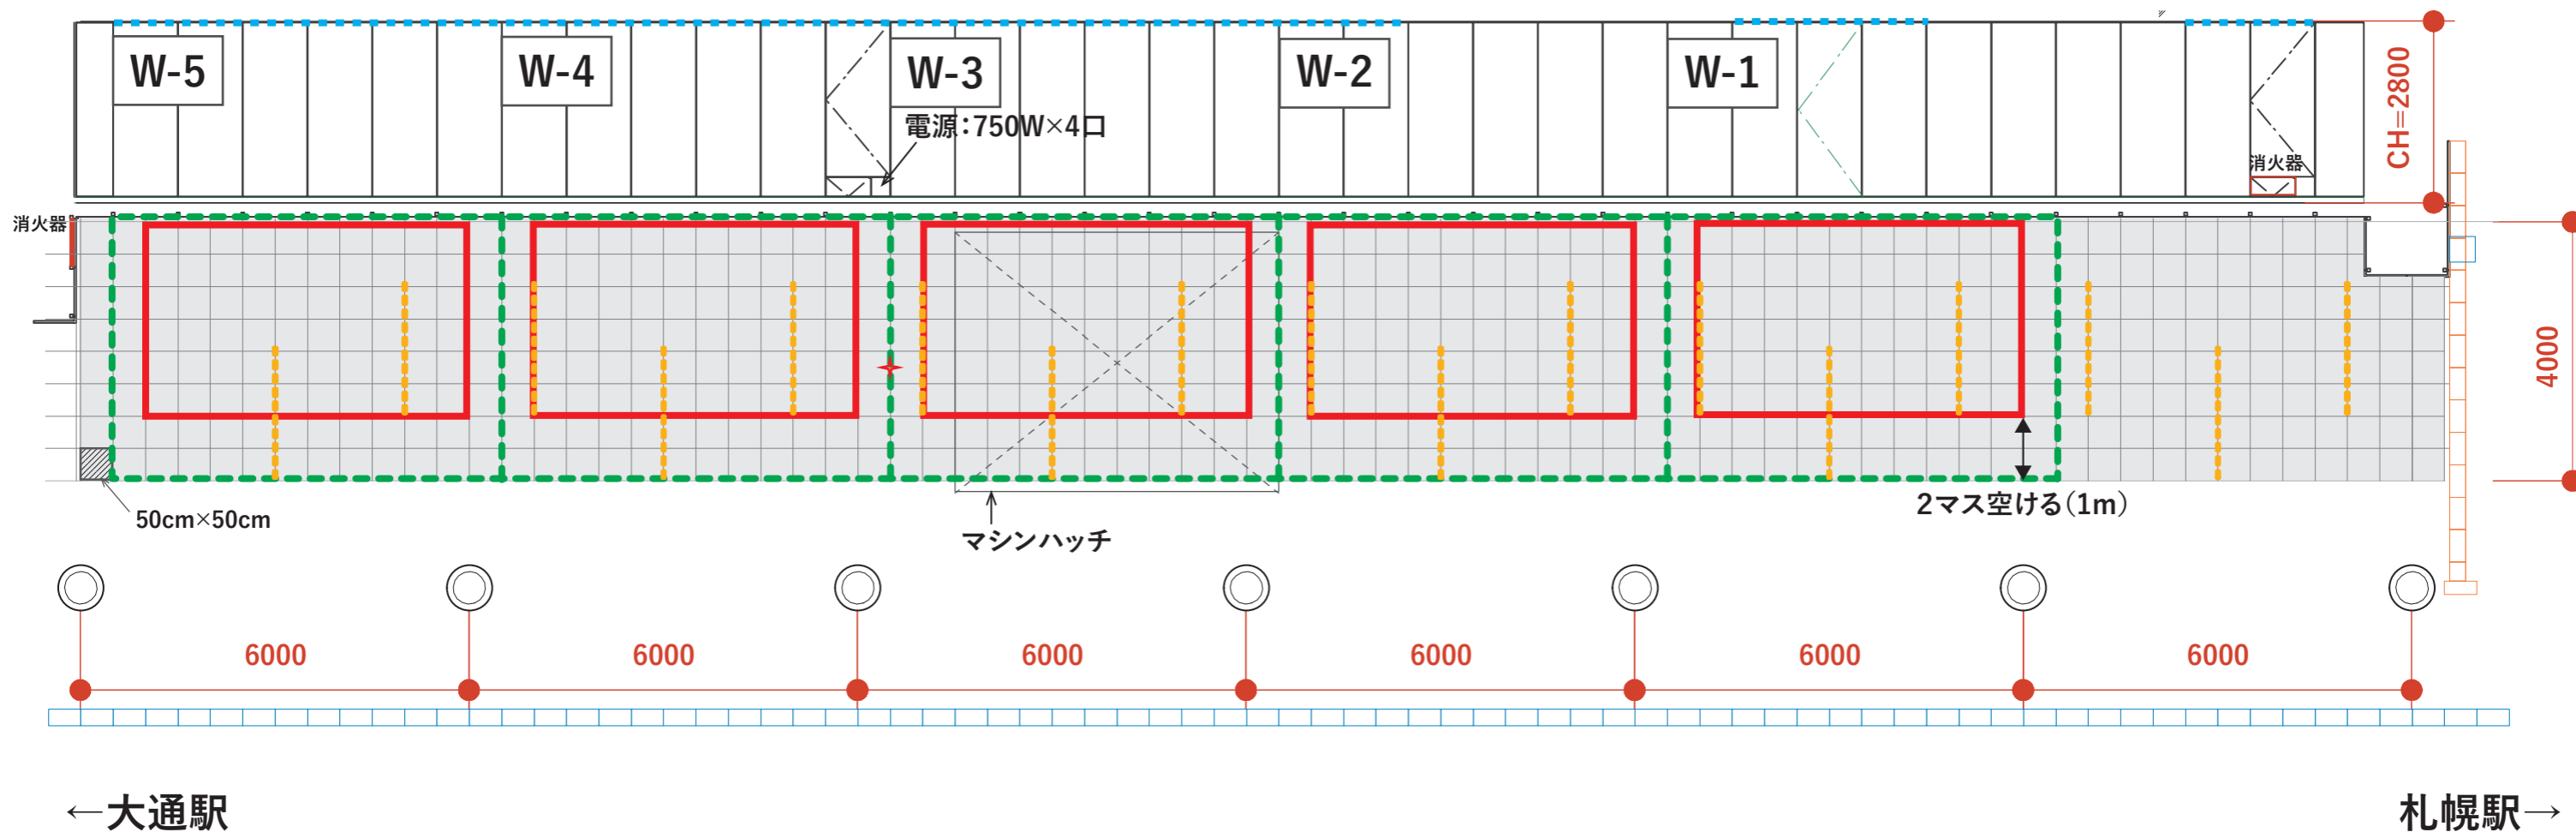 W-5
W-4
W-3
W-2
W-1
CH=2800
電源:750W×4口
消火器
消火器
4000
50cm×50cm
マシンハッチ
2マス空ける(1m)
6000
6000
6000
6000
6000
6000
←大通駅
札幌駅→